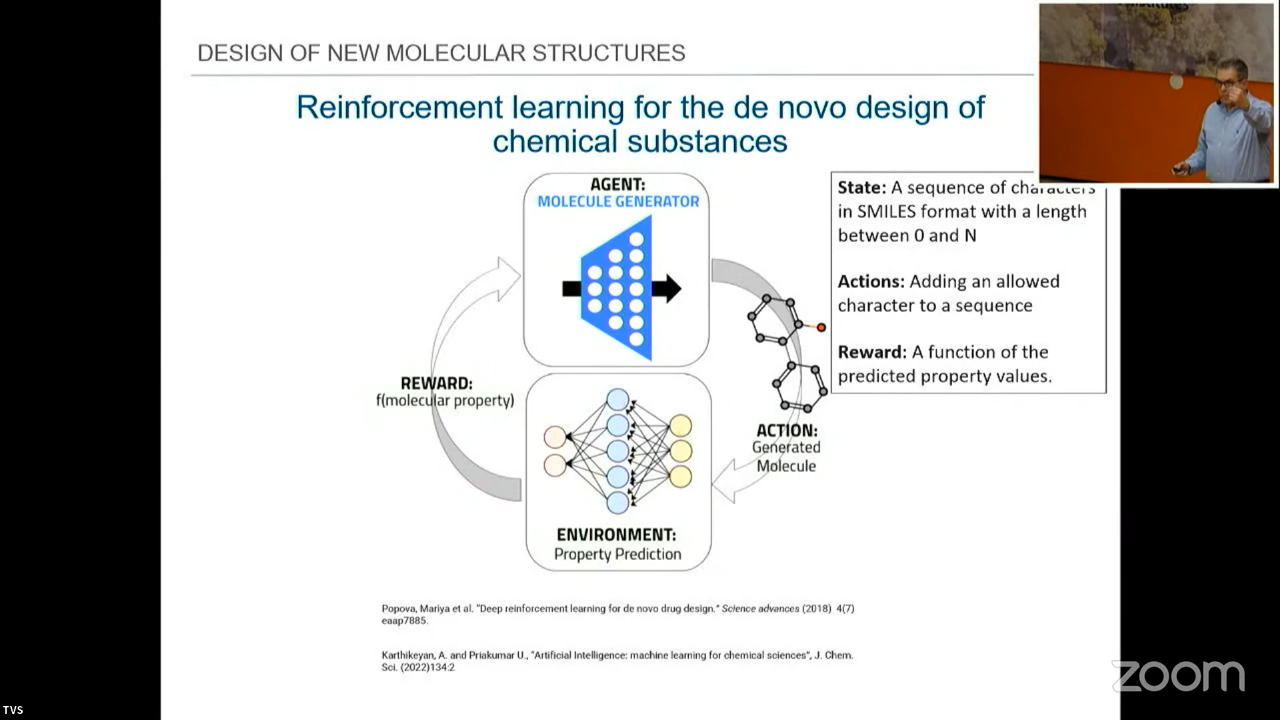 DESIGN OF NEW MOLECULAR STRUCTURES
Reinforcement learning for the de novo design of
chemical substances
AGENT:
MOLECULE GENERATOR
State: A sequence of characters
in SMILES format with a length
between 0 and N
Actions: Adding an allowed
character to a sequence
Reward: A function of the
predicted property values.
REWARD:
f(molecular property)
ACTION:
Generated
Molecule
ENVIRONMENT:
Property Prediction
Popova, Mariya et al. "Deep reinforcement learning for de novo drug design." Science advances (2018) 4(7)
eaap7885.
Karthikeyan, A. and Priakumar U., "Artificial Intelligence: machine learning for chemical sciences", J. Chem.
Sci. (2022)134:2
zoom
TVS